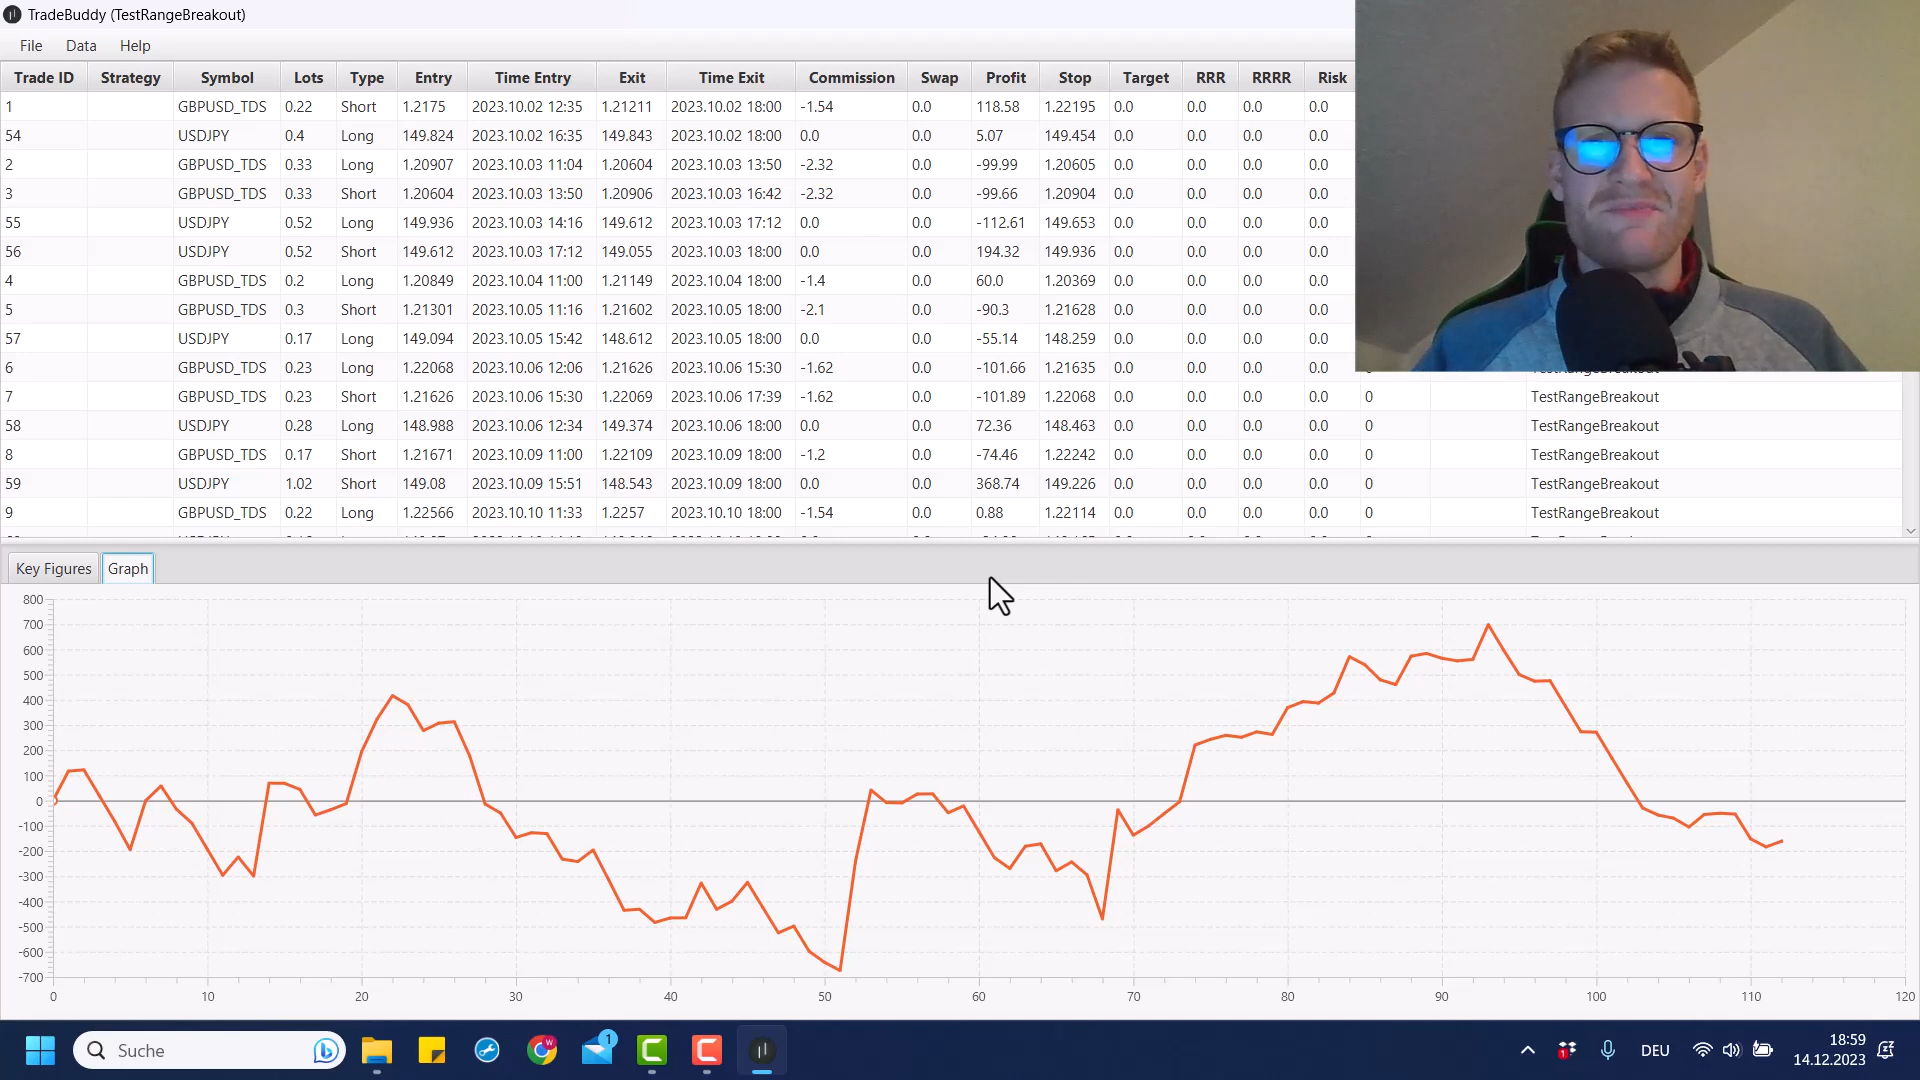 TradeBuddy (TestRangeBreakout)
File Data Help
Trade ID Strategy Symbol Lots Type Entry Time Entry Exit Time Exit Commission Swap Profit Stop Target RRR RRRR Risk
1 GBPUSD_TDS 0.22 Short 1.2175 2023.10.02 12:35 1.21211 2023.10.02 18:00 -1.54 0.0 118.58 1.22195 0.0 0.0 0.0 0.0
54 USDJPY 0.4 Long 149.824 2023.10.02 16:35 149.843 2023.10.02 18:00 0.0 0.0 5.07 149.454 0.0 0.0 0.0 0.0
2 GBPUSD_TDS 0.33 Long 1.20907 2023.10.03 11:04 1.20604 2023.10.03 13:50 -2.32 0.0 -99.99 1.20605 0.0 0.0 0.0 0.0
3 GBPUSD_TDS 0.33 Short 1.20604 2023.10.03 13:50 1.20906 2023.10.03 16:42 -2.32 0.0 -99.66 1.20904 0.0 0.0 0.0 0.0
55 USDJPY 0.52 Long 149.936 2023.10.03 14:16 149.612 2023.10.03 17:12 0.0 0.0 -112.61 149.653 0.0 0.0 0.0 0.0
56 USDJPY 0.52 Short 149.612 2023.10.03 17:12 149.055 2023.10.03 18:00 0.0 0.0 194.32 149.936 0.0 0.0 0.0 0.0
4 GBPUSD_TDS 0.2 Long 1.20849 2023.10.04 11:00 1.21149 2023.10.04 18:00 -1.4 0.0 60.0 1.20369 0.0 0.0 0.0 0.0
5 GBPUSD_TDS 0.3 Short 1.21301 2023.10.05 11:16 1.21602 2023.10.05 18:00 -2.1 0.0 -90.3 1.21628 0.0 0.0 0.0 0.0
57 USDJPY 0.17 Long 149.094 2023.10.05 15:42 148.612 2023.10.05 18:00 0.0 0.0 -55.14 148.259 0.0 0.0 0.0 0.0
6 GBPUSD_TDS 0.23 Long 1.22068 2023.10.06 12:06 1.21626 2023.10.06 15:30 -1.62 0.0 -101.66 1.21635 0.0 0.0 0.0 0.0
7 GBPUSD_TDS 0.23 Short 1.21626 2023.10.06 15:30 1.22069 2023.10.06 17:39 -1.62 0.0 -101.89 1.22068 0.0 0.0 0.0 0.0 0 TestRangeBreakout
58 USDJPY 0.28 Long 148.988 2023.10.06 12:34 149.374 2023.10.06 18:00 0.0 0.0 72.36 148.463 0.0 0.0 0.0 0.0 0 TestRangeBreakout
8 GBPUSD_TDS 0.17 Short 1.21671 2023.10.09 11:00 1.22109 2023.10.09 18:00 -1.2 0.0 -74.46 1.22242 0.0 0.0 0.0 0.0 0 TestRangeBreakout
59 USDJPY 1.02 Short 149.08 2023.10.09 15:51 148.543 2023.10.09 18:00 0.0 0.0 368.74 149.226 0.0 0.0 0.0 0.0 0 TestRangeBreakout
9 GBPUSD_TDS 0.22 Long 1.22566 2023.10.10 11:33 1.2257 2023.10.10 18:00 -1.54 0.0 0.88 1.22114 0.0 0.0 0.0 0.0 0 TestRangeBreakout
Key Figures Graph
800
700
600
500
400
300
200
100
0
-100
-200
-300
-400
-500
-600
-700
0 10 20 30 40 50 60 70 80 90 100 110 120
Suche
1
1
DEU
18:59
14.12.2023